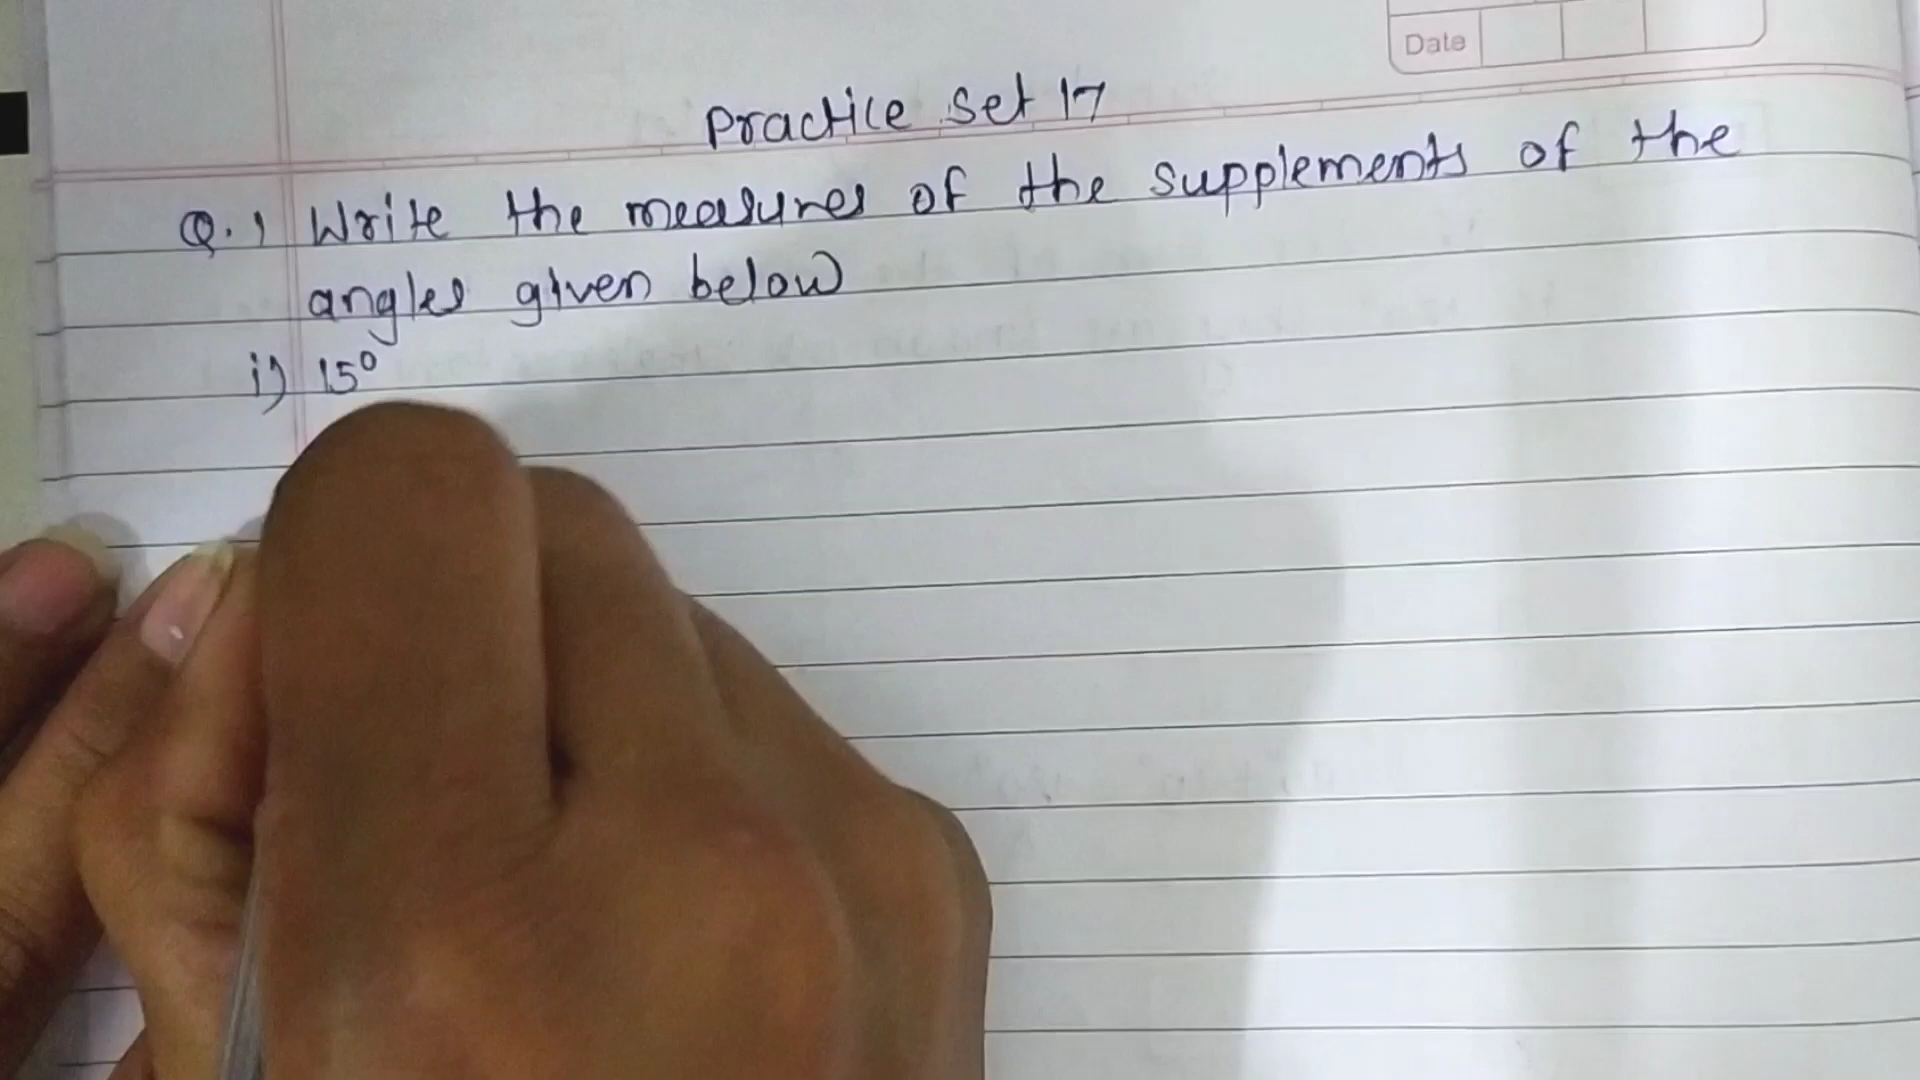 Date
Practice Set 17
Q.1 Write the measures of the supplements of the
angles given below
i) 15°